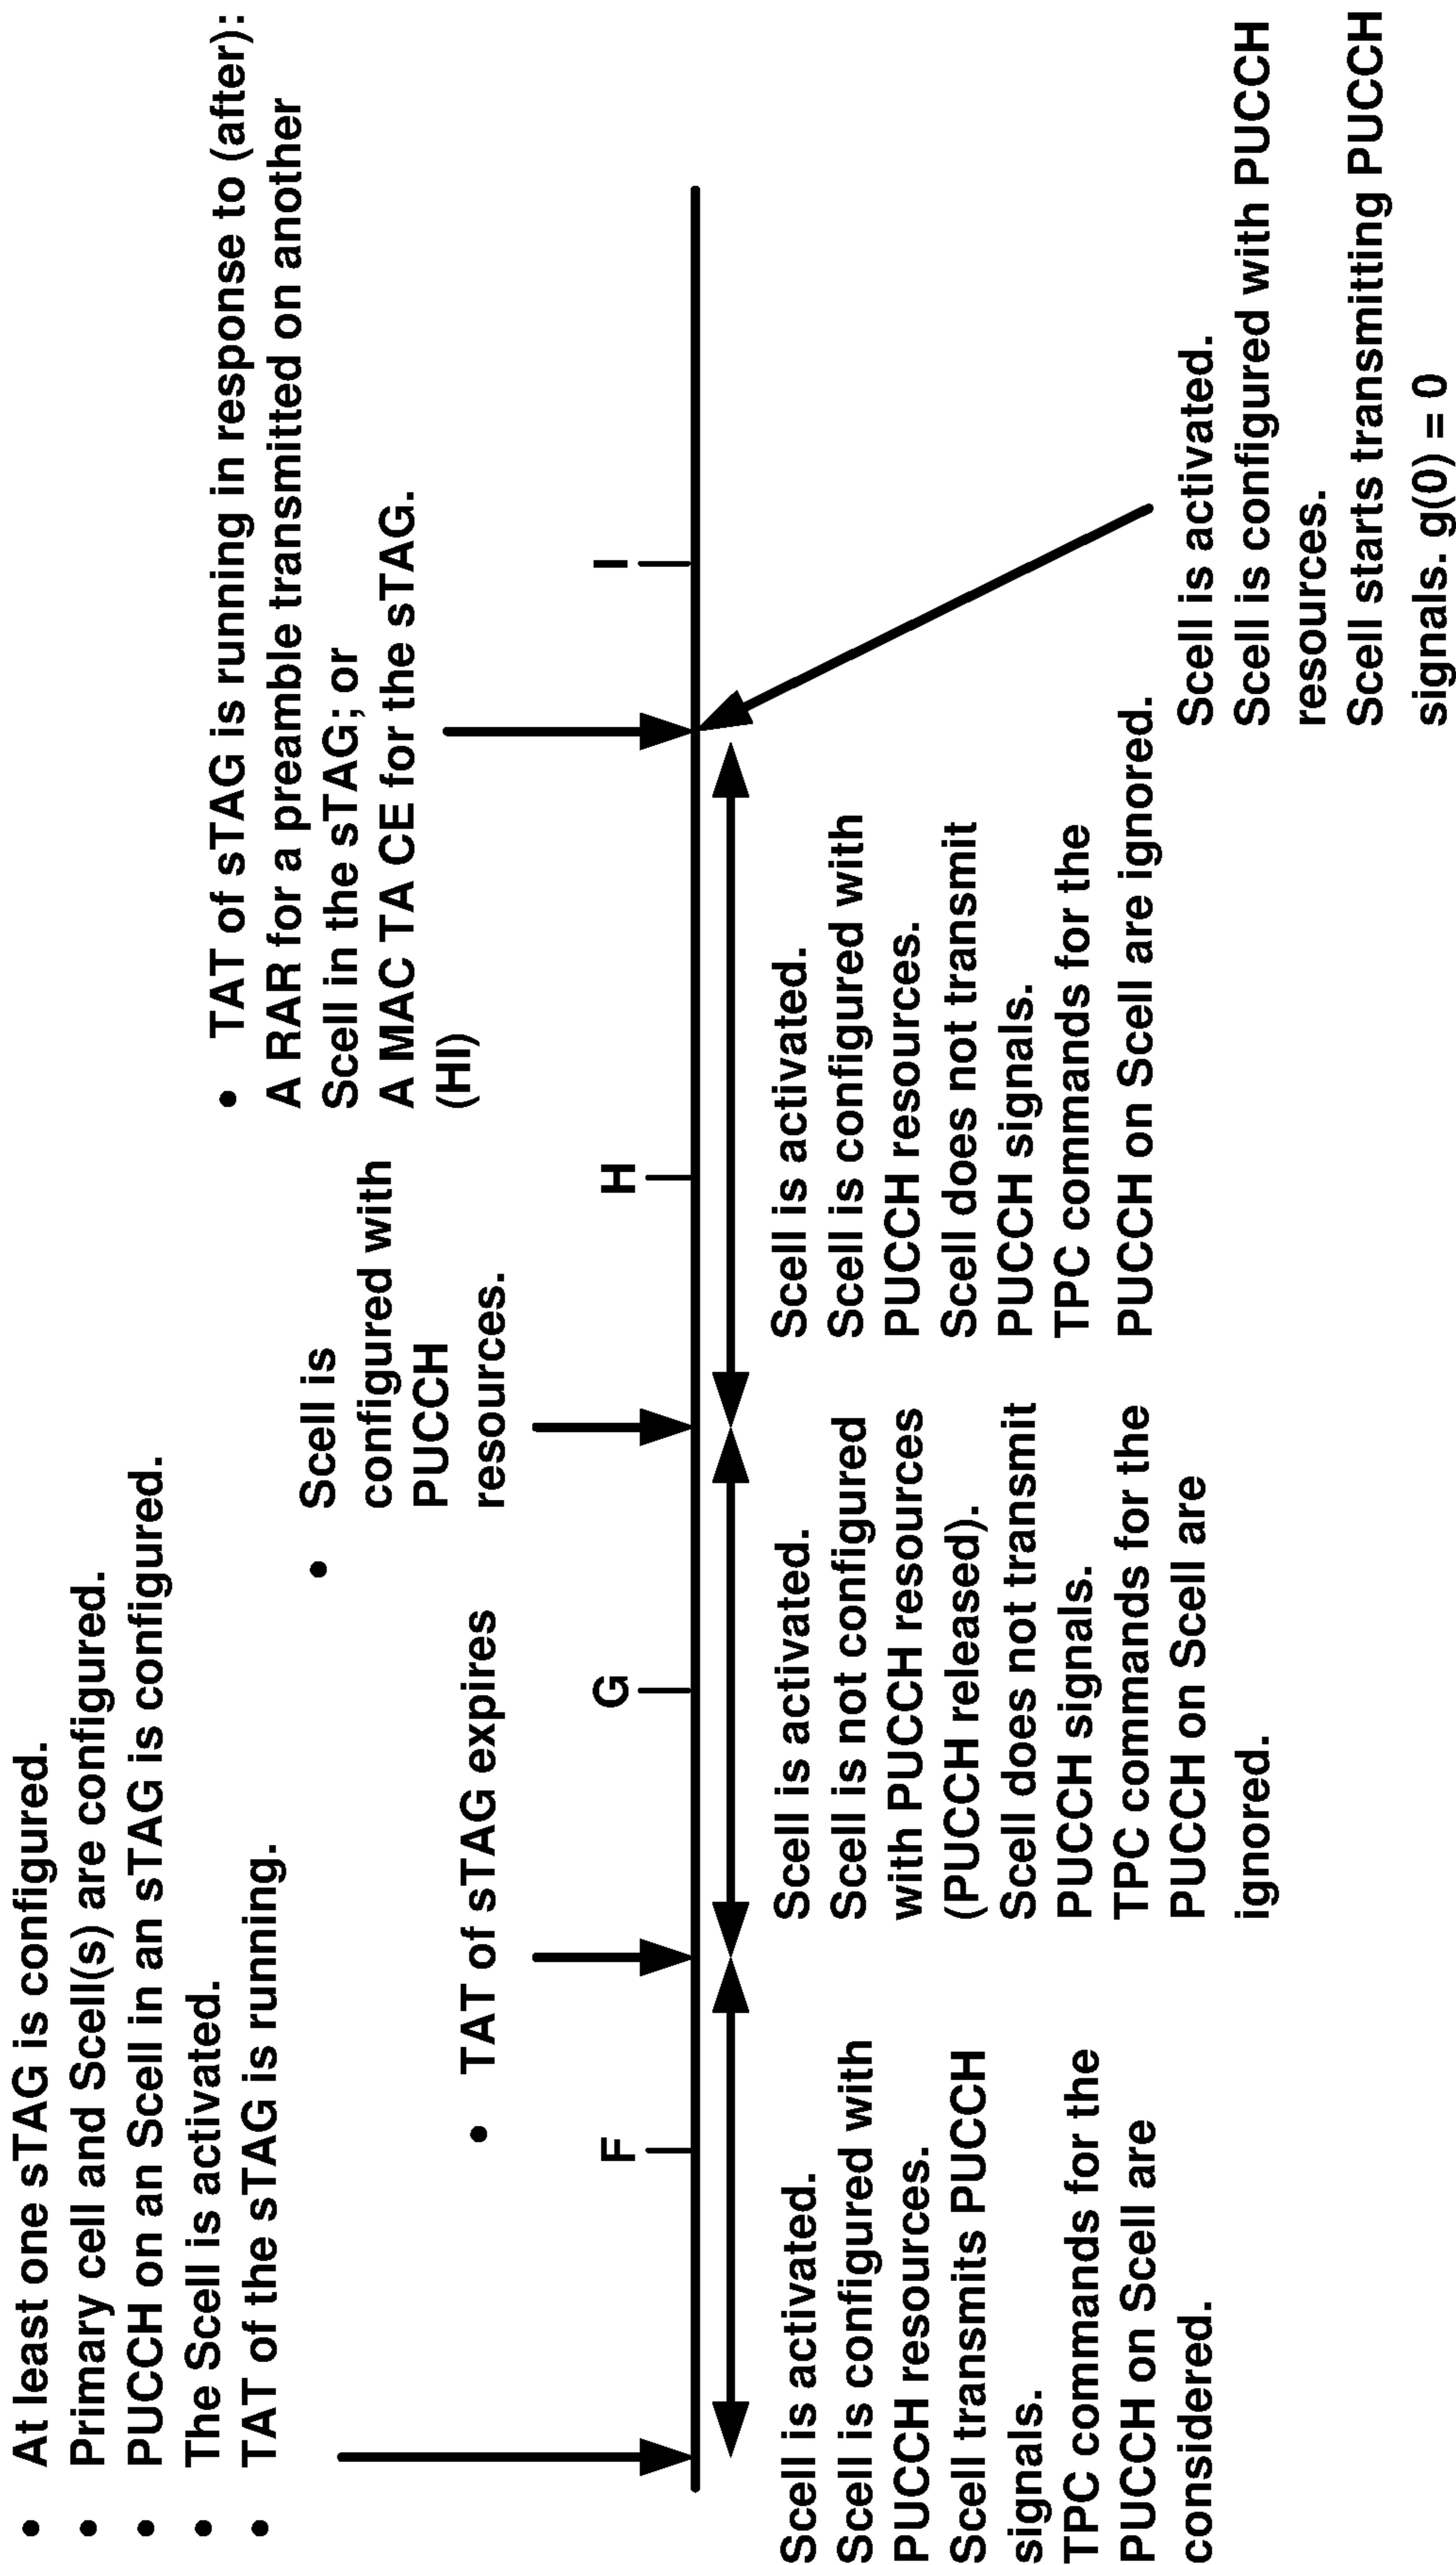 • At least one sTAG is configured.
• Primary cell and Scell(s) are configured.
• PUCCH on an Scell in an sTAG is configured.
• The Scell is activated.
• TAT of the sTAG is running.
• TAT of sTAG expires
• Scell is
configured with
PUCCH
resources.
• TAT of sTAG is running in response to (after):
A RAR for a preamble transmitted on another
Scell in the sTAG; or
A MAC TA CE for the sTAG.
(HI)
F
G
H
I
Scell is activated.
Scell is configured with
PUCCH resources.
Scell transmits PUCCH
signals.
TPC commands for the
PUCCH on Scell are
considered.
Scell is activated.
Scell is not configured
with PUCCH resources
(PUCCH released).
Scell does not transmit
PUCCH signals.
TPC commands for the
PUCCH on Scell are
ignored.
Scell is activated.
Scell is configured with
PUCCH resources.
Scell does not transmit
PUCCH signals.
TPC commands for the
PUCCH on Scell are ignored.
Scell is activated.
Scell is configured with PUCCH
resources.
Scell starts transmitting PUCCH
signals. g(0) = 0